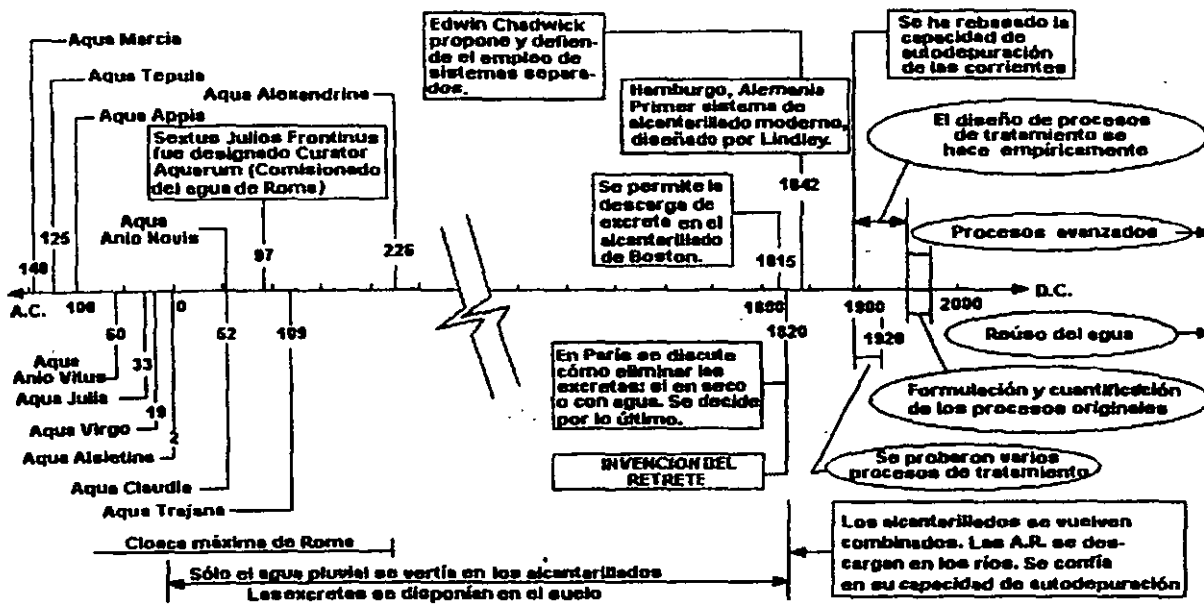 Aqua Marcia
Aqua Tepula
Aqua Alexandrina
Aqua Appia
Sextus Julios Frontinus
fue designado Curator
Aquarum (Comisionado
del agua de Roma)
Aqua
Anio Novis
125
148
97
226
Edwin Chadwick
propone y defien-
de el empleo de
sistemas separa-
dos.
Hamburgo, Alemania
Primer sistema de
alcantarillado moderno,
diseñado por Lindley.
1842
Se permite la
descarga de
excreta en el
alcantarillado
de Boston.
1815
Se ha rebasado la
capacidad de
autodepuración
de las corrientes
El diseño de procesos
de tratamiento se
hace empíricamente
Procesos avanzados
A.C.
100
0
1800
1900
2000
D.C.
60
33
19
2
52
109
1820
1920
Aqua
Anio Vitus
Aqua Julia
Aqua Virgo
Aqua Alsietina
Aqua Claudia
Aqua Trajana
En París se discute
cómo eliminar las
excretas: si en seco
o con agua. Se decide
por lo último.
INVENCION DEL
RETRETE
Reúso del agua
Formulación y cuantificación
de los procesos originales
Se probaron varios
procesos de tratamiento
Cloaca máxima de Roma
Sólo el agua pluvial se vertía en los alcantarillados
Las excretas se disponían en el suelo
Los alcantarillados se vuelven
combinados. Las A.R. se des-
cargan en los ríos. Se confía
en su capacidad de autodepuración